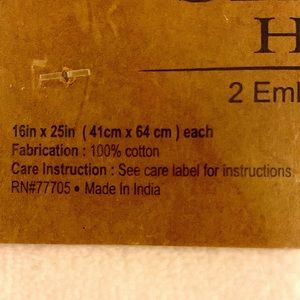 H
2 Emb
16in x 25in ( 41cm x 64 cm ) each
Fabrication : 100% cotton
Care Instruction : See care label for instructions
RN#77705 • Made In India